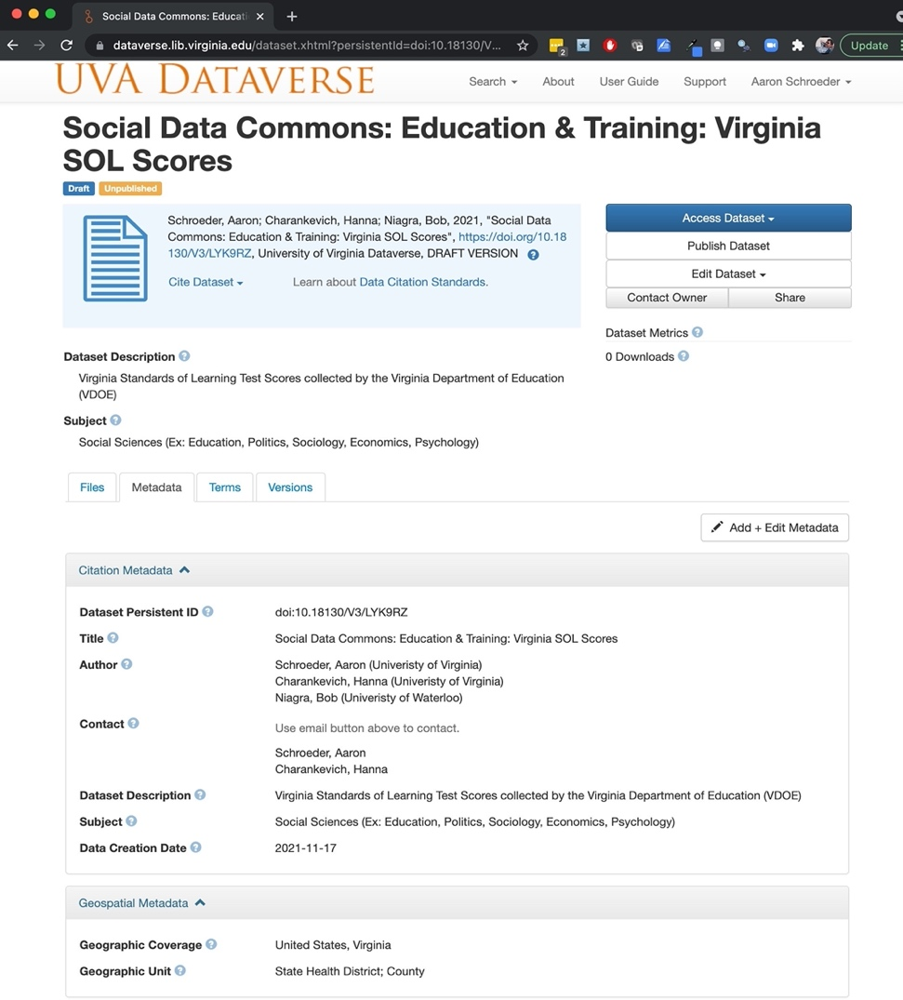 Social Data Commons: Educati
dataverse.lib.virginia.edu/dataset.xhtml?persistentId=doi:10.18130/V...
2
Update
UVA DATAVERSE
Search
About
User Guide
Support
Aaron Schroeder
Social Data Commons: Education & Training: Virginia
SOL Scores
Draft
Unpublished
Schroeder, Aaron; Charankevich, Hanna; Niagra, Bob, 2021, "Social Data
Commons: Education & Training: Virginia SOL Scores", https://doi.org/10.18
130/V3/LYK9RZ, University of Virginia Dataverse, DRAFT VERSION
Cite Dataset
Learn about Data Citation Standards.
Access Dataset
Publish Dataset
Edit Dataset
Contact Owner
Share
Dataset Metrics
0 Downloads
Dataset Description
Virginia Standards of Learning Test Scores collected by the Virginia Department of Education
(VDOE)
Subject
Social Sciences (Ex: Education, Politics, Sociology, Economics, Psychology)
Files
Metadata
Terms
Versions
Add + Edit Metadata
Citation Metadata
Dataset Persistent ID
doi:10.18130/V3/LYK9RZ
Title
Social Data Commons: Education & Training: Virginia SOL Scores
Author
Schroeder, Aaron (Univeristy of Virginia)
Charankevich, Hanna (Univeristy of Virginia)
Niagra, Bob (Univeristy of Waterloo)
Contact
Use email button above to contact.
Schroeder, Aaron
Charankevich, Hanna
Dataset Description
Virginia Standards of Learning Test Scores collected by the Virginia Department of Education (VDOE)
Subject
Social Sciences (Ex: Education, Politics, Sociology, Economics, Psychology)
Data Creation Date
2021-11-17
Geospatial Metadata
Geographic Coverage
United States, Virginia
Geographic Unit
State Health District; County